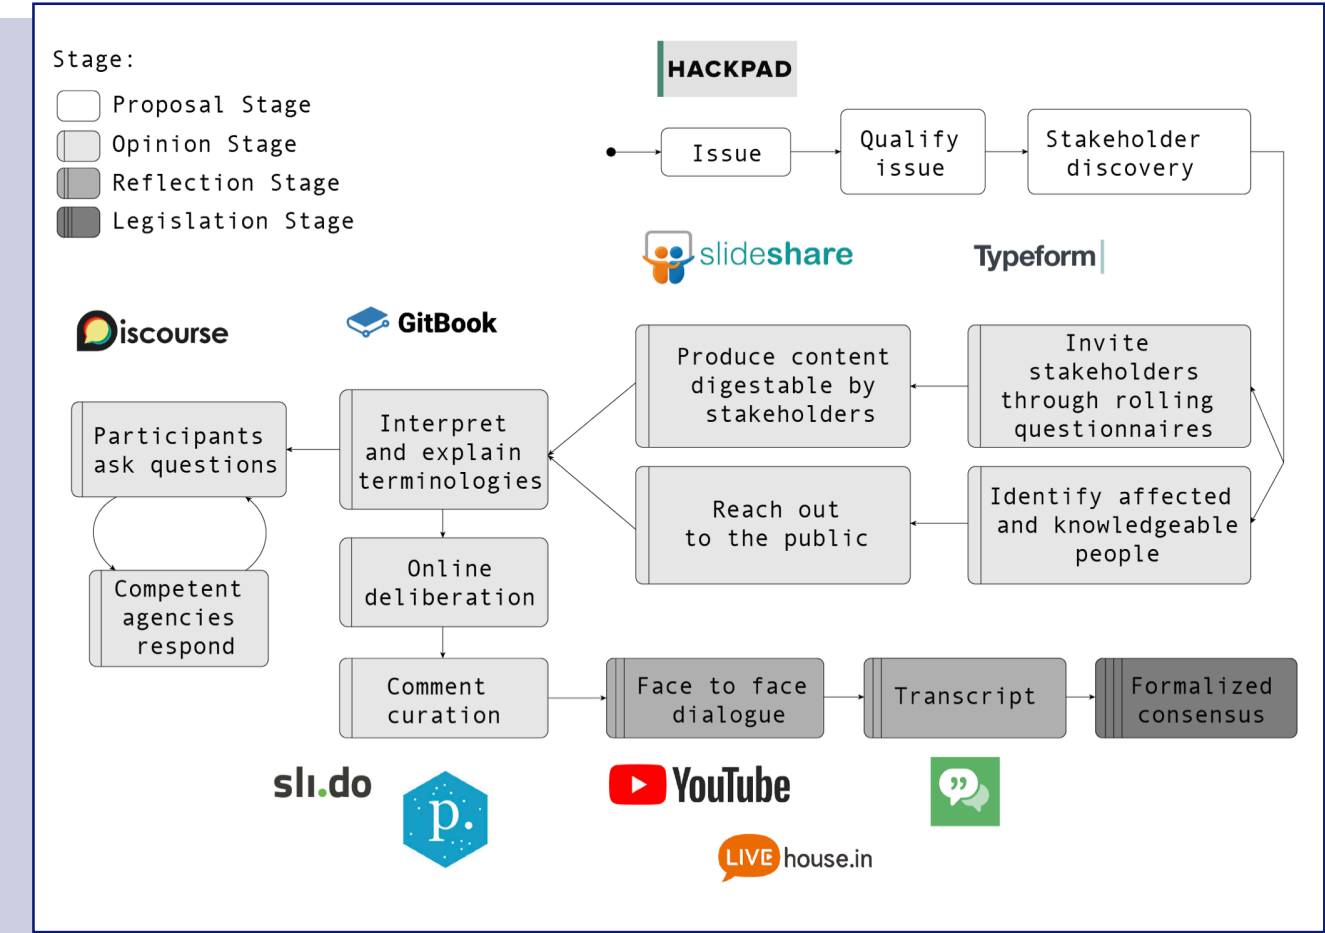 Stage:
Proposal Stage
Opinion Stage
Reflection Stage
Legislation Stage
HACKPAD
Issue
Qualify
issue
Stakeholder
discovery
slideshare
Typeform
Discourse
GitBook
Invite
stakeholders
through rolling
questionnaires
Produce content
digestable by
stakeholders
Identify affected
and knowledgeable
people
Reach out
to the public
Interpret
and explain
terminologies
Participants
ask questions
Competent
agencies
respond
Online
deliberation
Comment
curation
Face to face
dialogue
Transcript
Formalized
consensus
sli.do
p.
YouTube
LIVE house.in